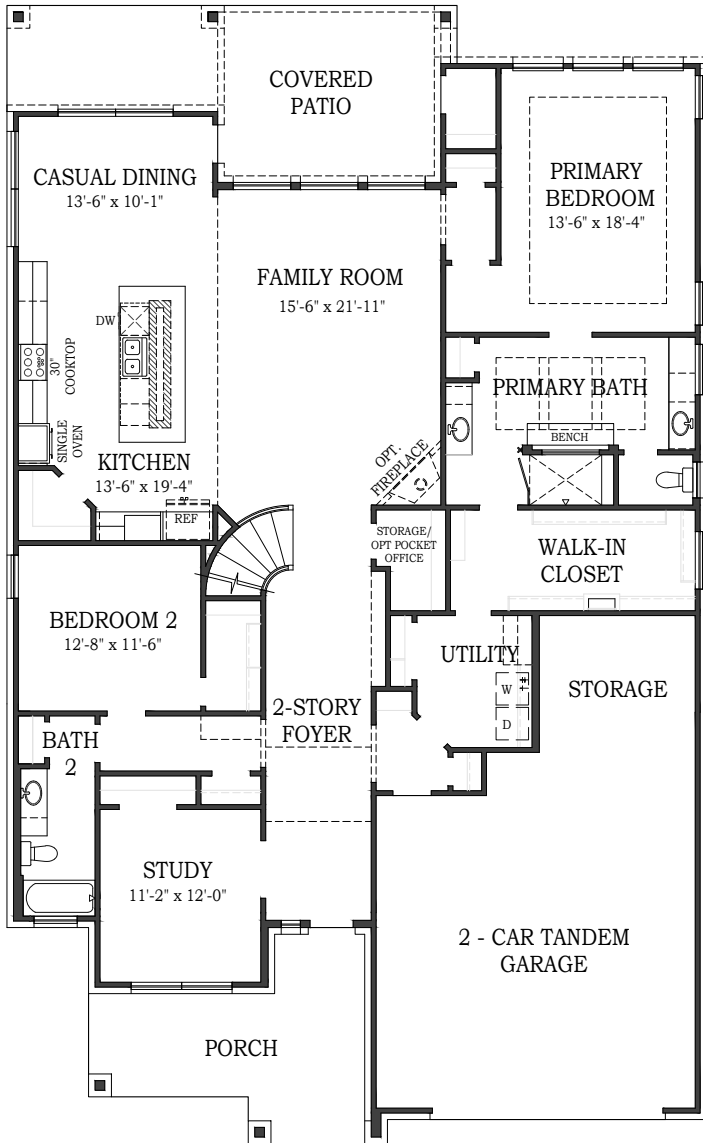 COVERED
PATIO
CASUAL DINING
13'-6" x 10'-1"
PRIMARY
BEDROOM
13'-6" x 18'-4"
FAMILY ROOM
15'-6" x 21'-11"
DW
30"
COOKTOP
SINGLE
OVEN
KITCHEN
13'-6" x 19'-4"
REF
OPT.
FIREPLACE
PRIMARY BATH
BENCH
STORAGE/
OPT POCKET
OFFICE
WALK-IN
CLOSET
BEDROOM 2
12'-8" x 11'-6"
UTILITY
W
D
STORAGE
2-STORY
FOYER
BATH
2
STUDY
11'-2" x 12'-0"
2 - CAR TANDEM
GARAGE
PORCH